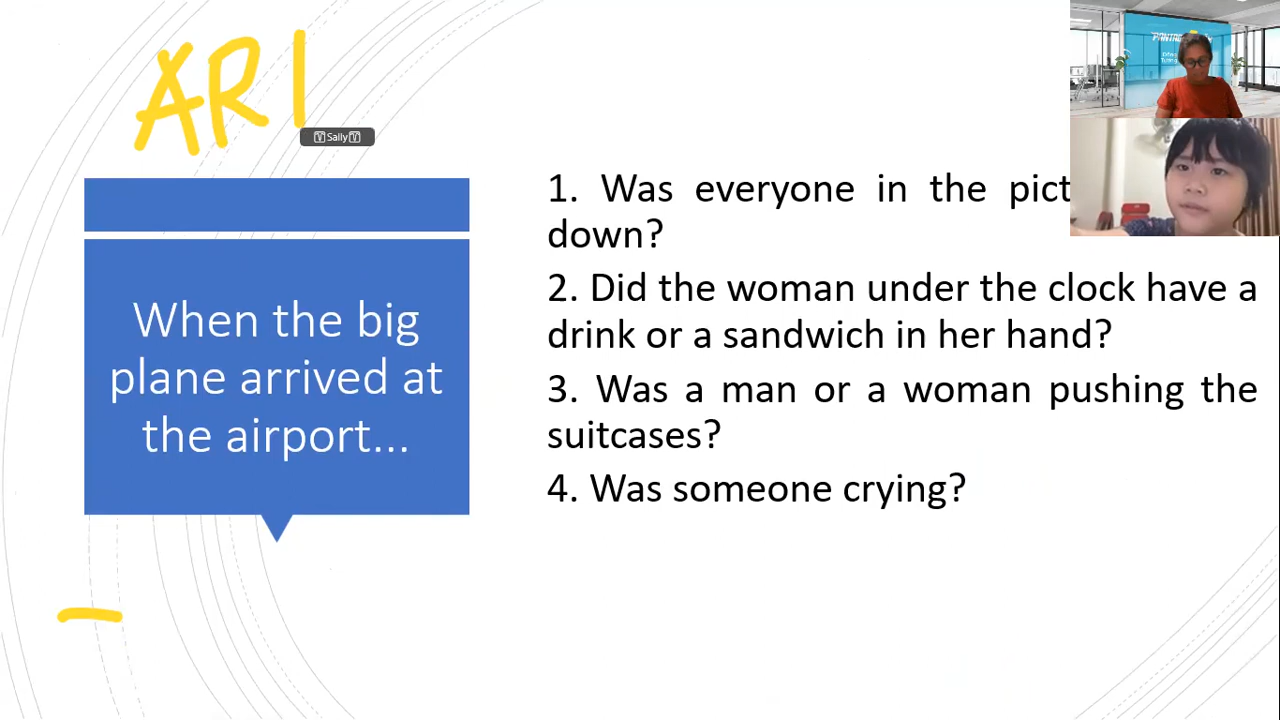 ARI
Sally
When the big
plane arrived at
the airport...
1. Was everyone in the pict
down?
2. Did the woman under the clock have a
drink or a sandwich in her hand?
3. Was a man or a woman pushing the
suitcases?
4. Was someone crying?